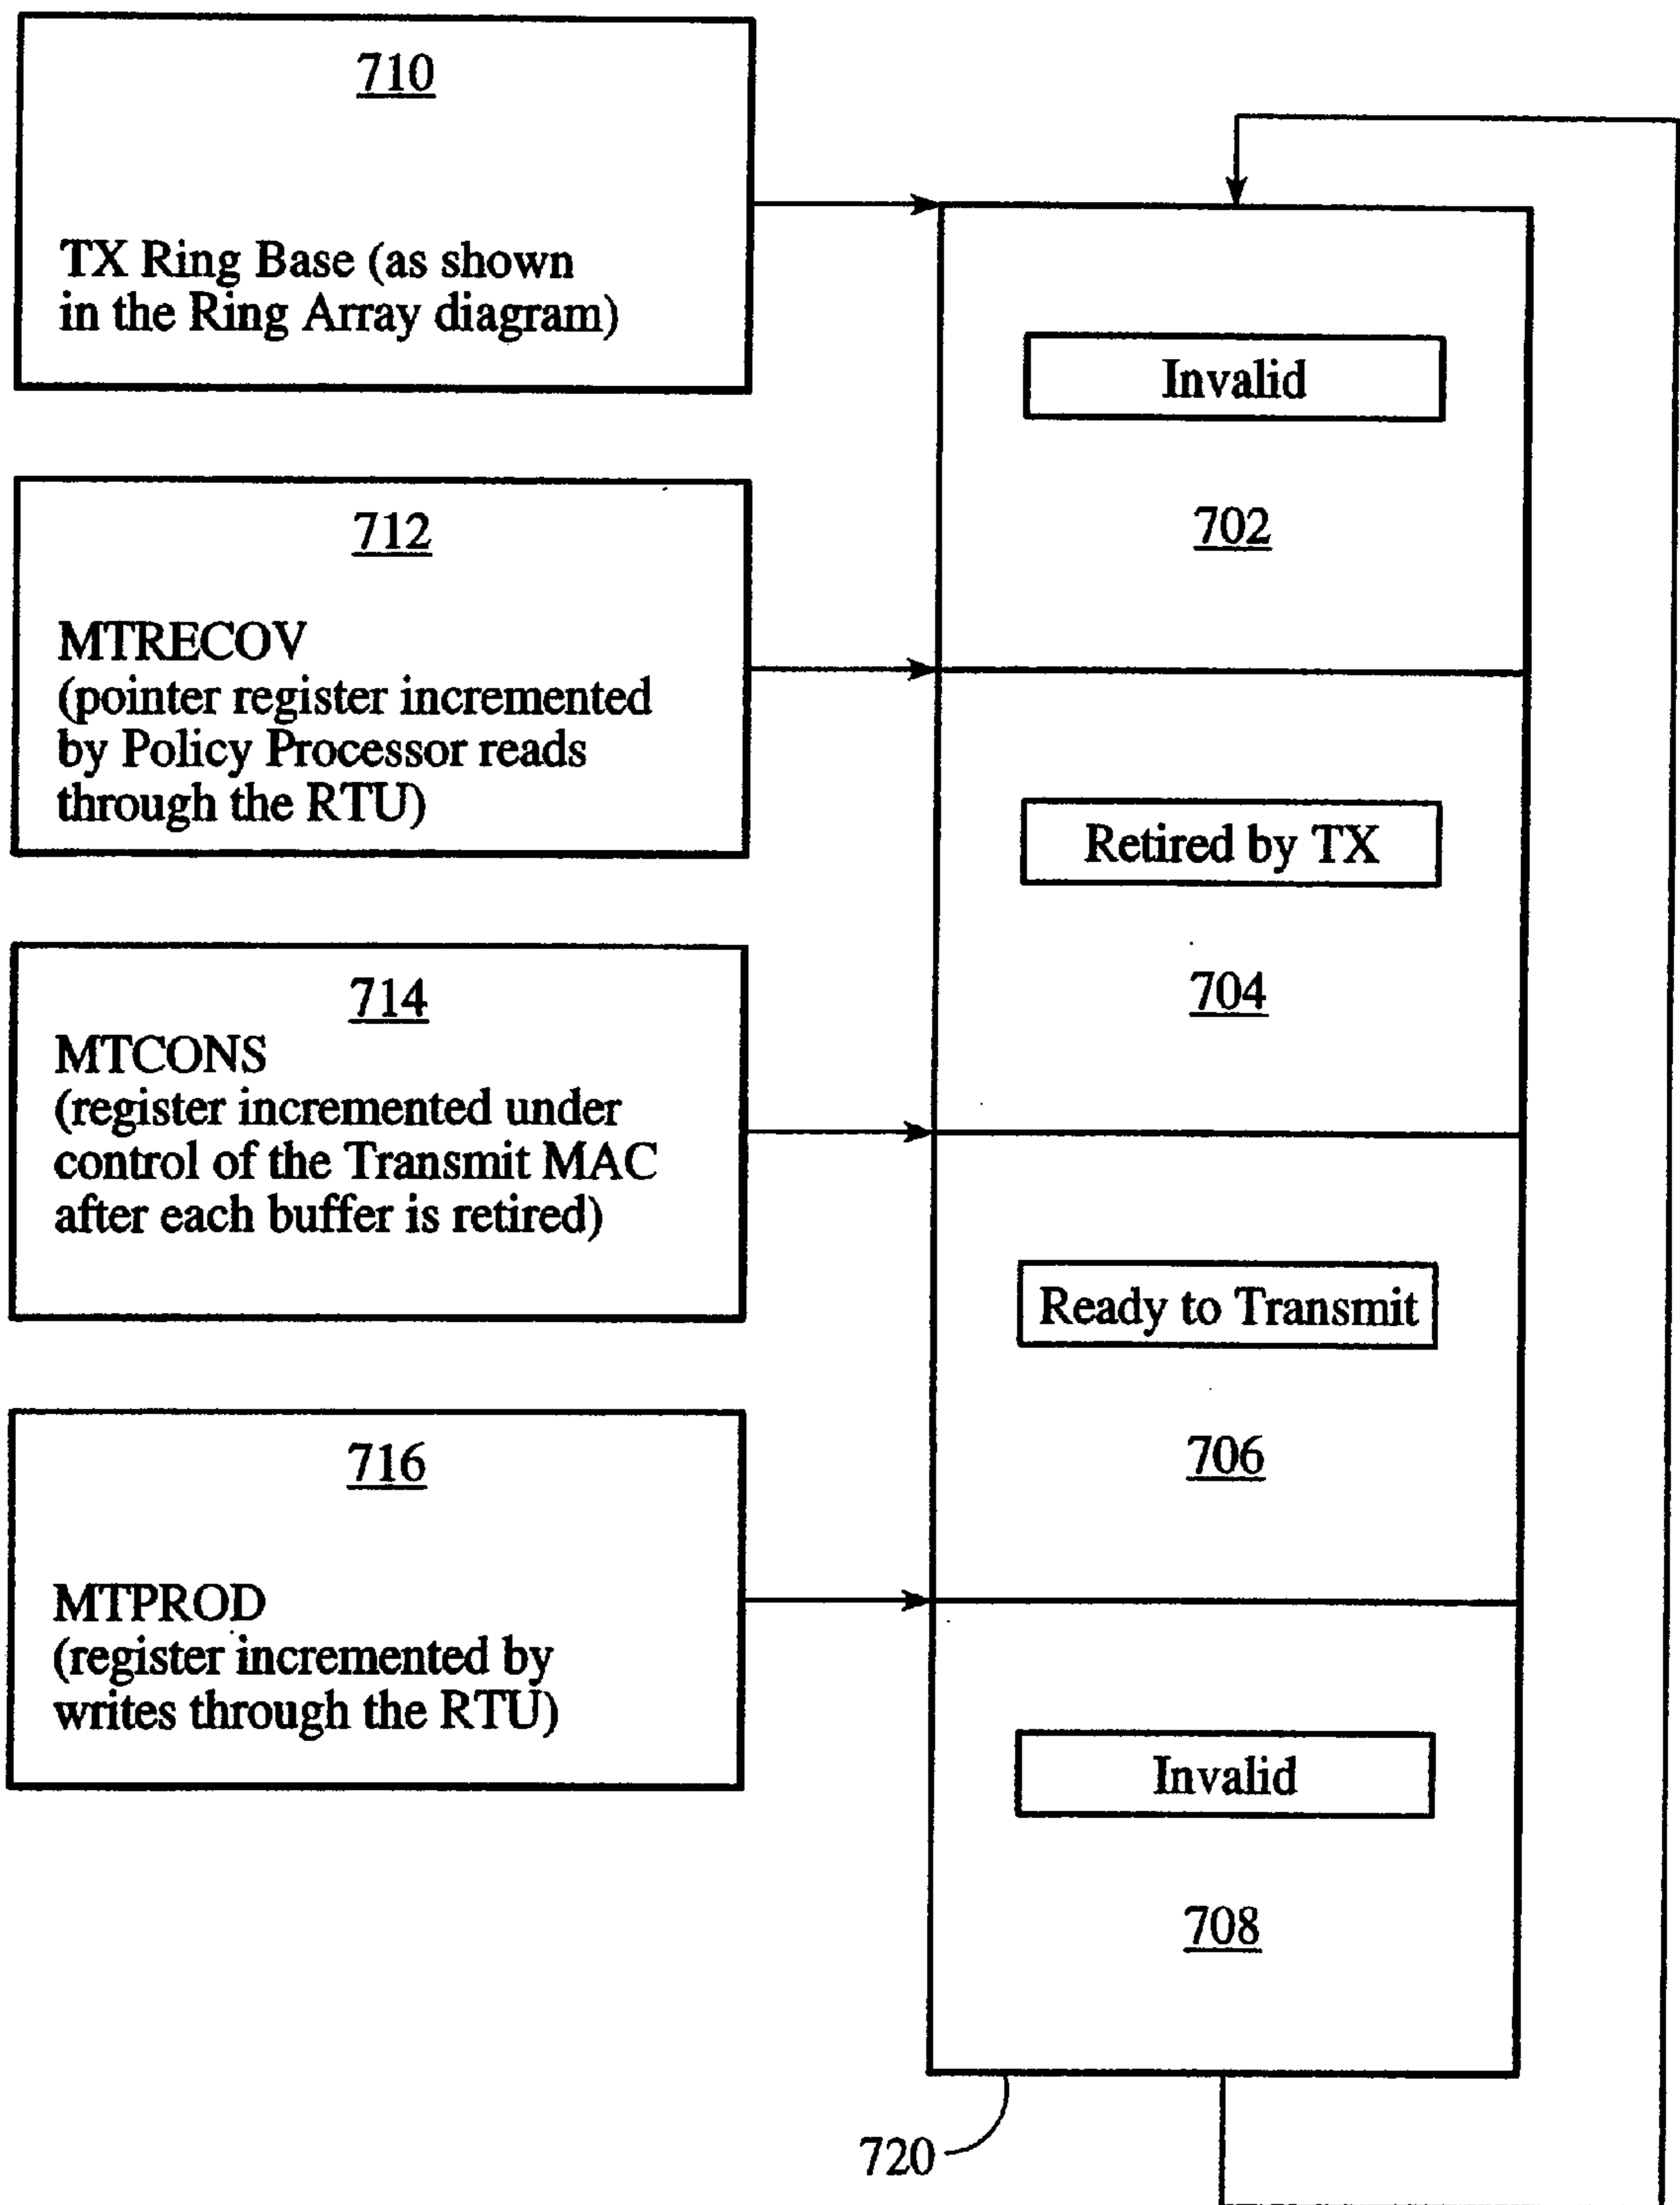 710
TX Ring Base (as shown
in the Ring Array diagram)
712
MTRECOV
(pointer register incremented
by Policy Processor reads
through the RTU)
714
MTCONS
(register incremented under
control of the Transmit MAC
after each buffer is retired)
716
MTPROD
(register incremented by
writes through the RTU)
Invalid
702
Retired by TX
704
Ready to Transmit
706
Invalid
708
720